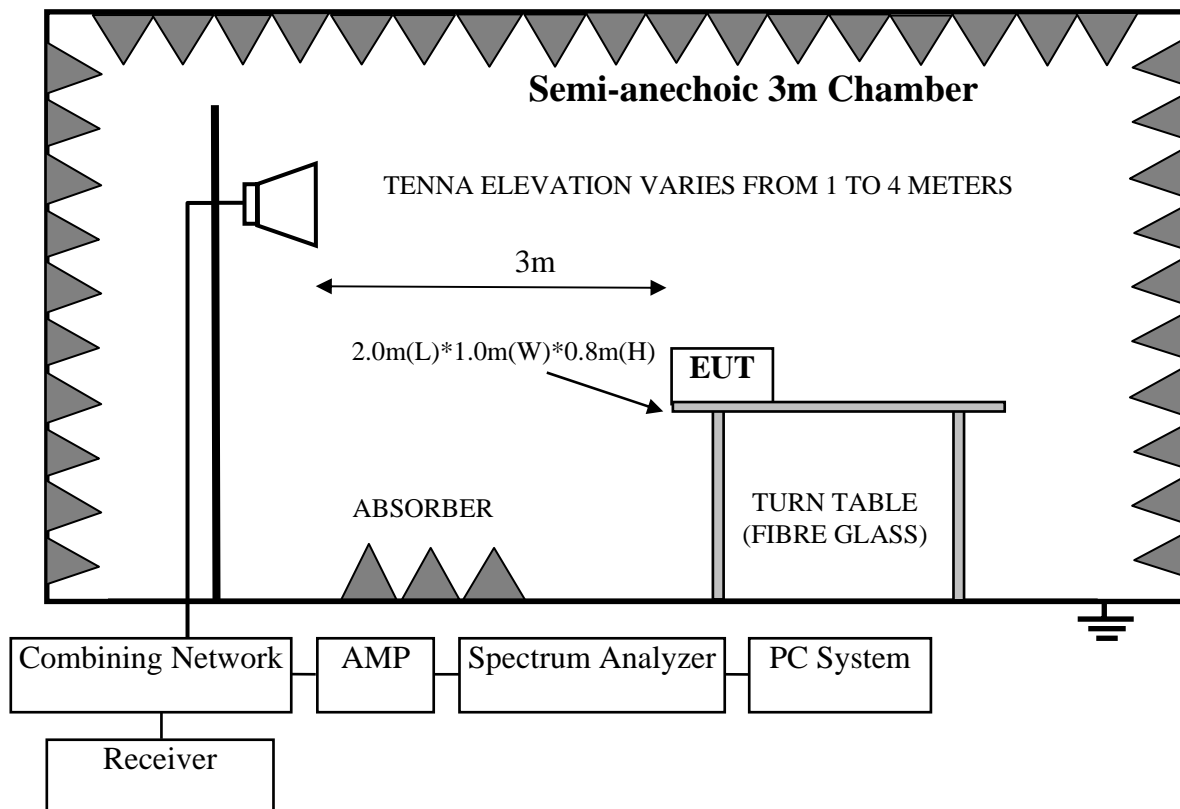 Semi-anechoic 3m Chamber
TENNA ELEVATION VARIES FROM 1 TO 4 METERS
3m
2.0m(L)*1.0m(W)*0.8m(H)
EUT
ABSORBER
TURN TABLE
(FIBRE GLASS)
Combining Network
AMP
Spectrum Analyzer
PC System
Receiver